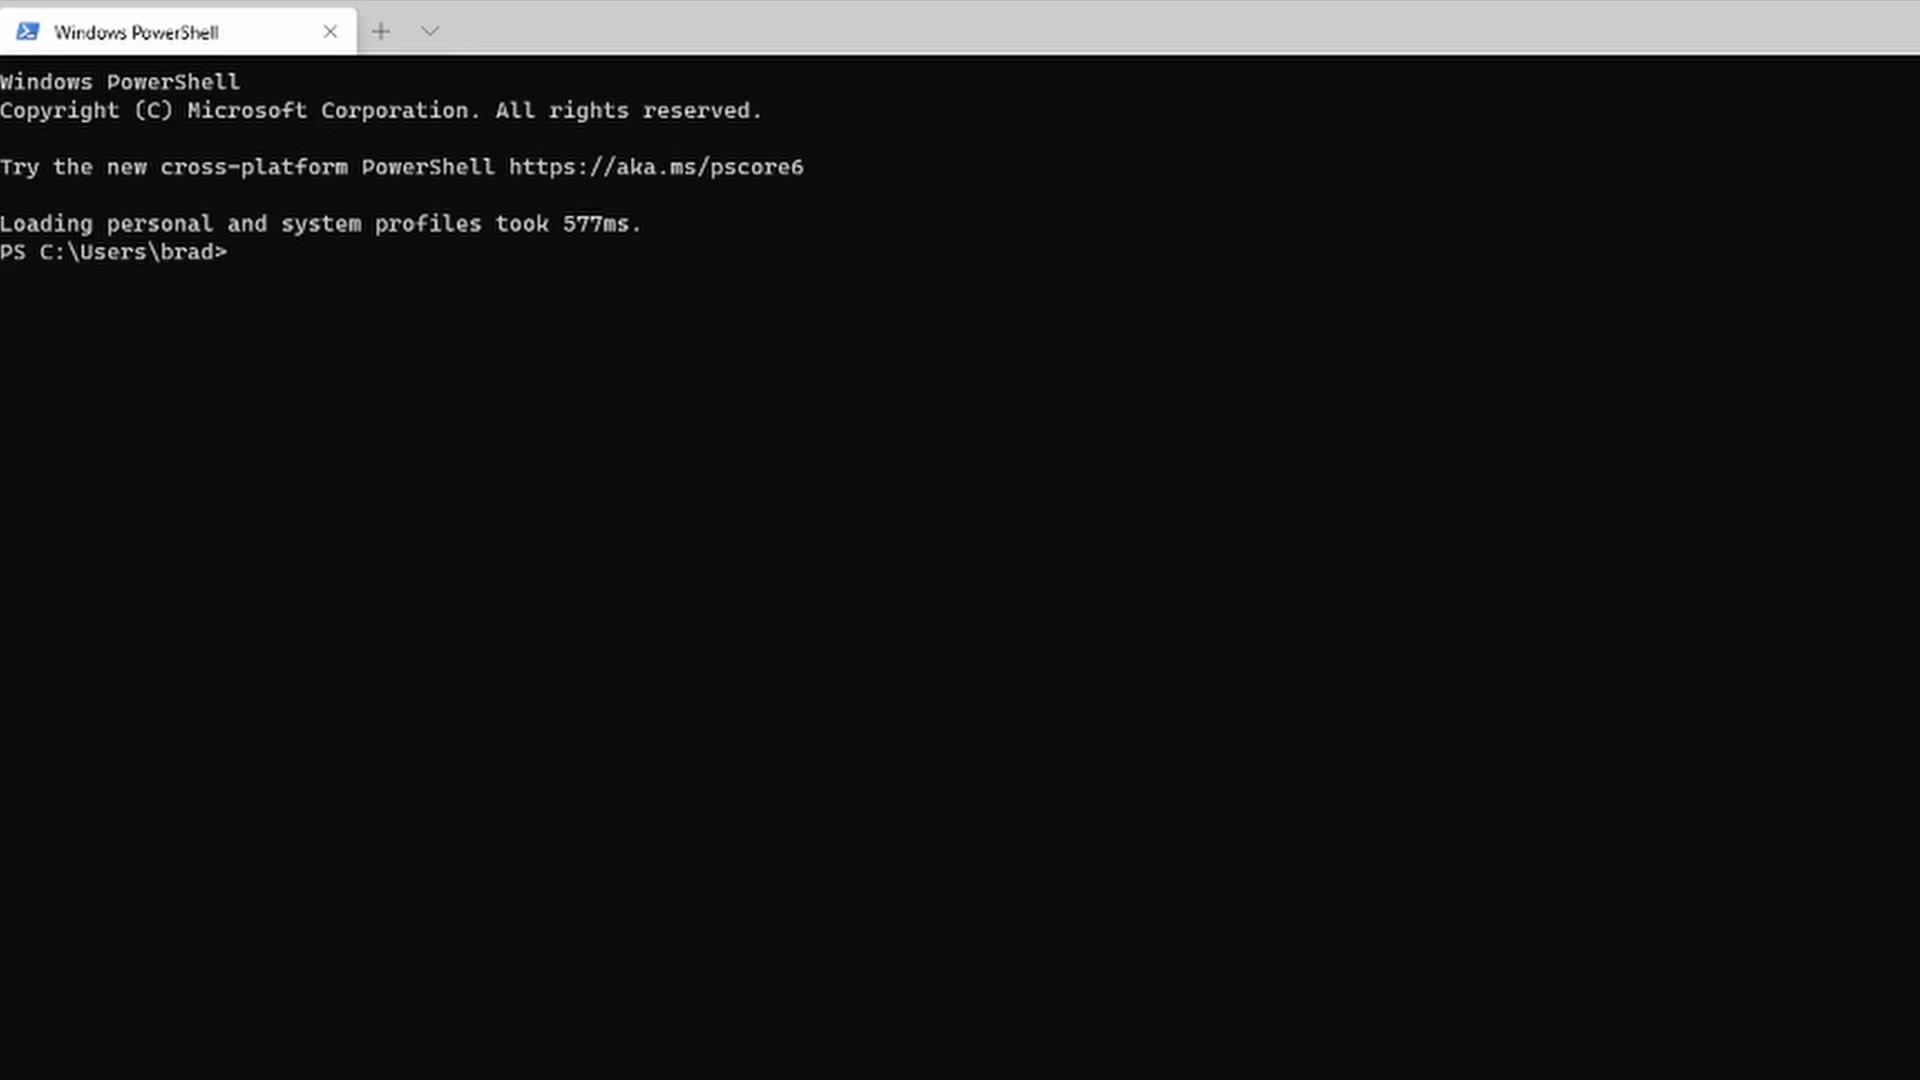 Windows PowerShell
Windows PowerShell
Copyright (C) Microsoft Corporation. All rights reserved.
Try the new cross-platform PowerShell https://aka.ms/pscore6
Loading personal and system profiles took 577ms.
PS C:\Users\brad>